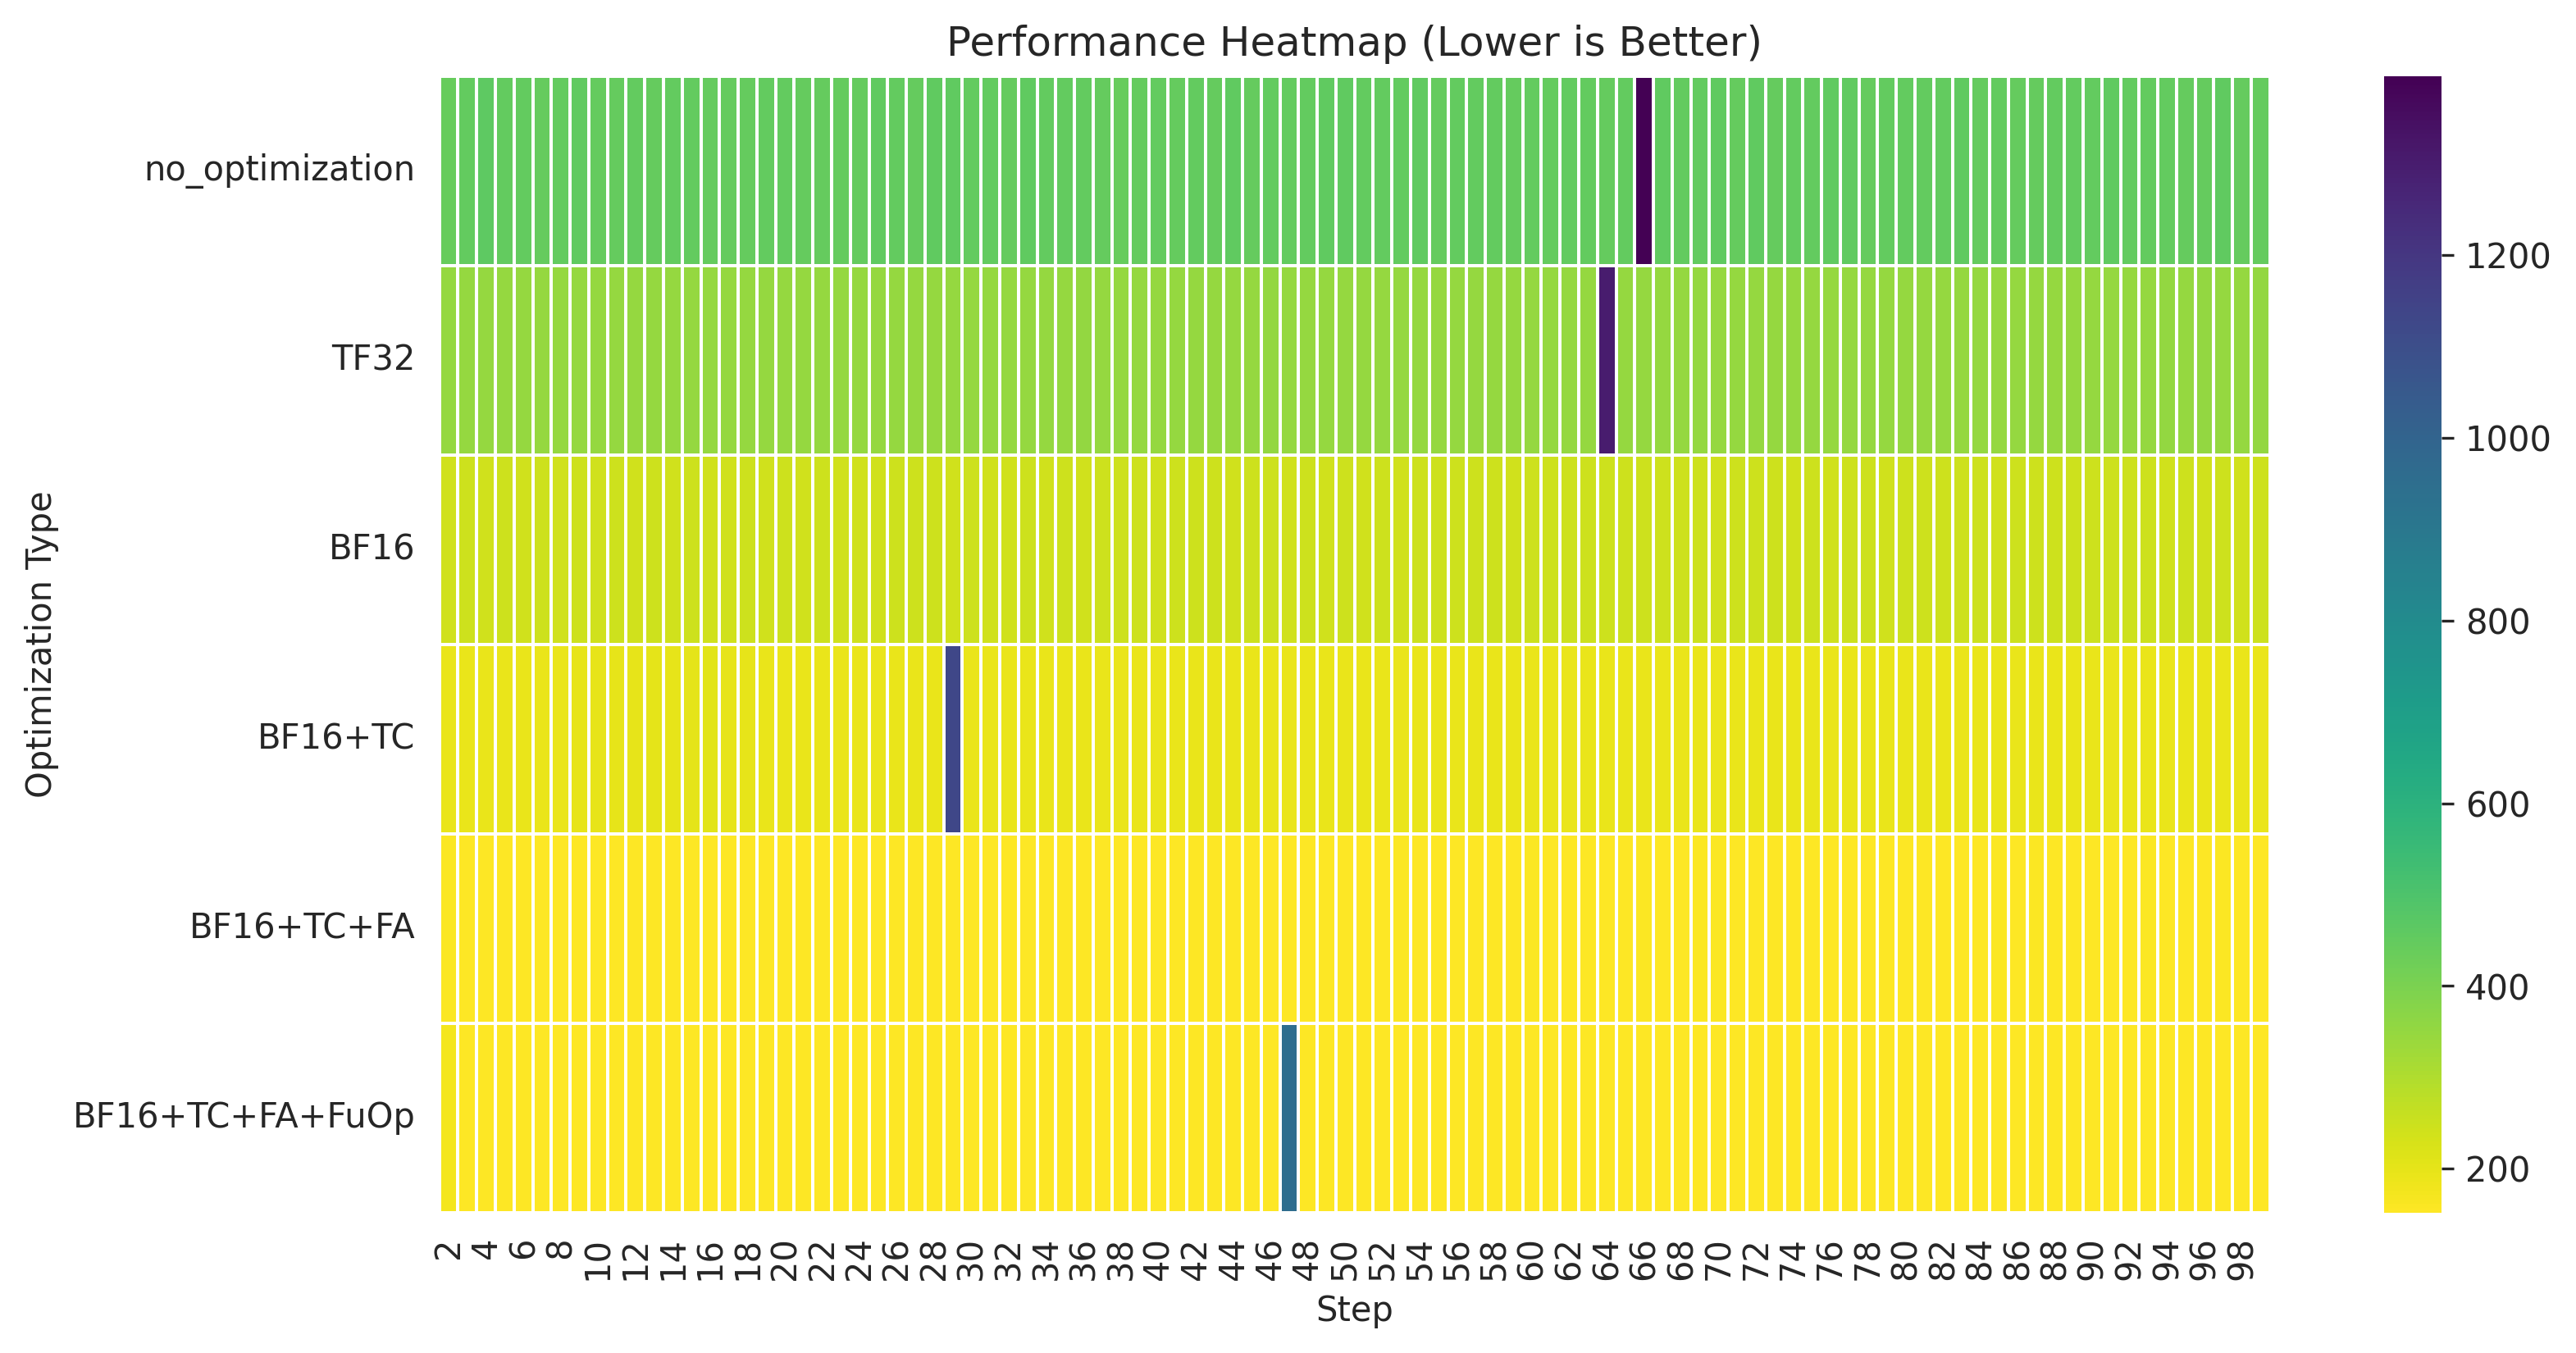 Performance Heatmap (Lower is Better)
Optimization Type
no_optimization
TF32
BF16
BF16+TC
BF16+TC+FA
BF16+TC+FA+FuOp
2 4 6 8 10 12 14 16 18 20 22 24 26 28 30 32 34 36 38 40 42 44 46 48 50 52 54 56 58 60 62 64 66 68 70 72 74 76 78 80 82 84 86 88 90 92 94 96 98
Step
1200
1000
800
600
400
200